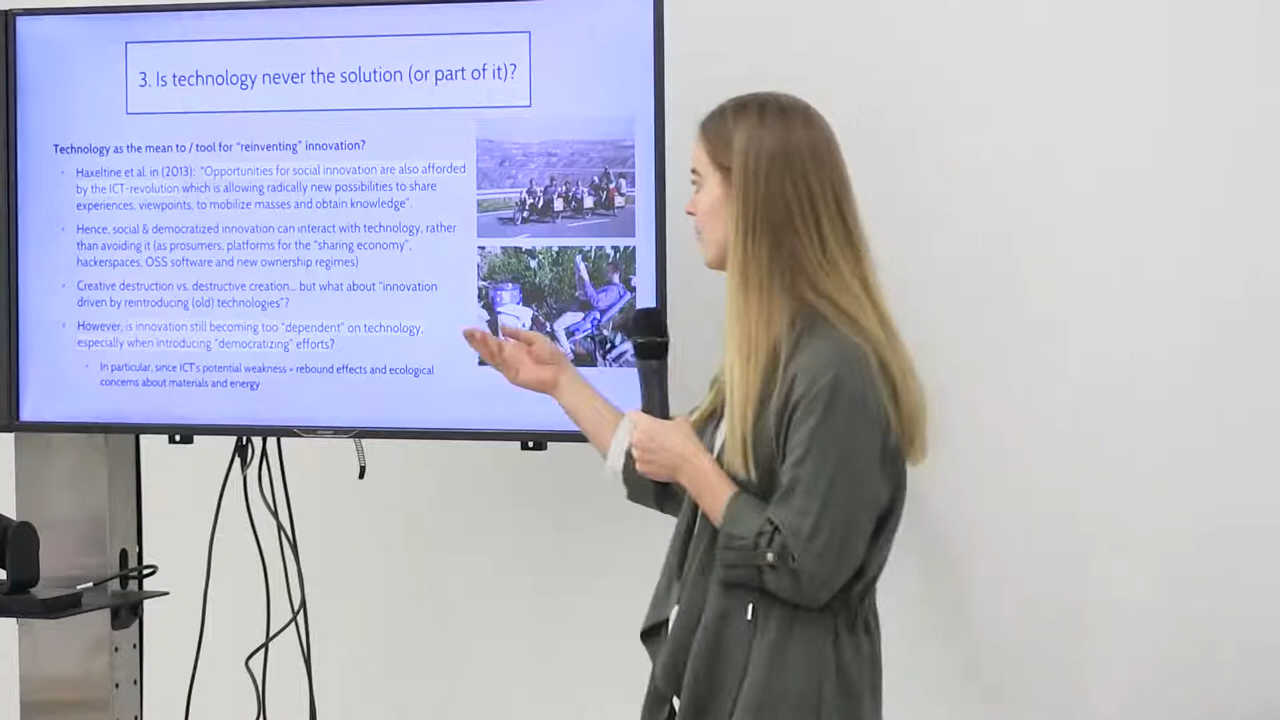 3. Is technology never the solution (or part of it)?
Technology as the mean to / tool for "reinventing" innovation?
Haxeltine et al. in (2013): "Opportunities for social innovation are also afforded
by the ICT-revolution which is allowing radically new possibilities to share
experiences, viewpoints, to mobilize masses and obtain knowledge".
Hence, social & democratized innovation can interact with technology, rather
than avoiding it (as prosumers, platforms for the "sharing economy",
hackerspaces, OSS software and new ownership regimes)
Creative destruction vs. destructive creation... but what about "innovation
driven by reintroducing (old) technologies"?
However, is innovation still becoming too "dependent" on technology,
especially when introducing "democratizing" efforts?
In particular, since ICT's potential weakness = rebound effects and ecological
concerns about materials and energy